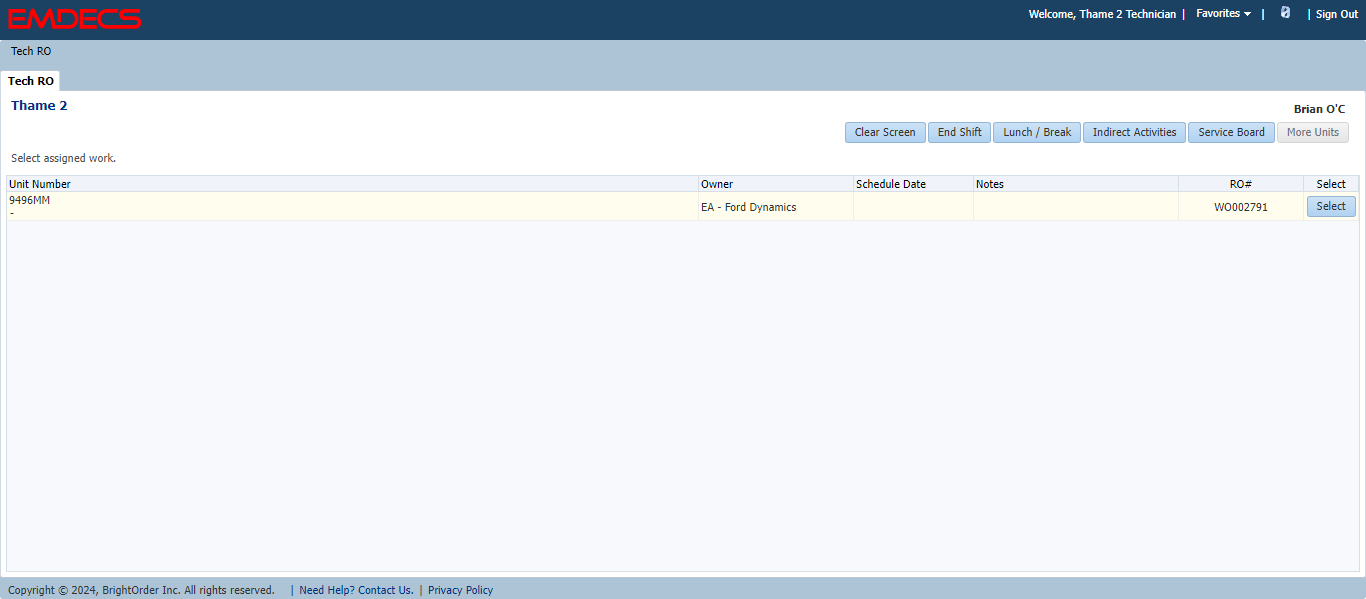 EMDECS
Welcome, Thame 2 Technician | Favorites | | Sign Out
Tech RO
Tech RO
Thame 2
Brian O'C
Clear Screen End Shift Lunch / Break Indirect Activities Service Board More Units
Select assigned work.
Unit Number Owner Schedule Date Notes RO# Select
9496MM
-
EA - Ford Dynamics WO002791 Select
Copyright © 2024, BrightOrder Inc. All rights reserved. | Need Help? Contact Us. | Privacy Policy